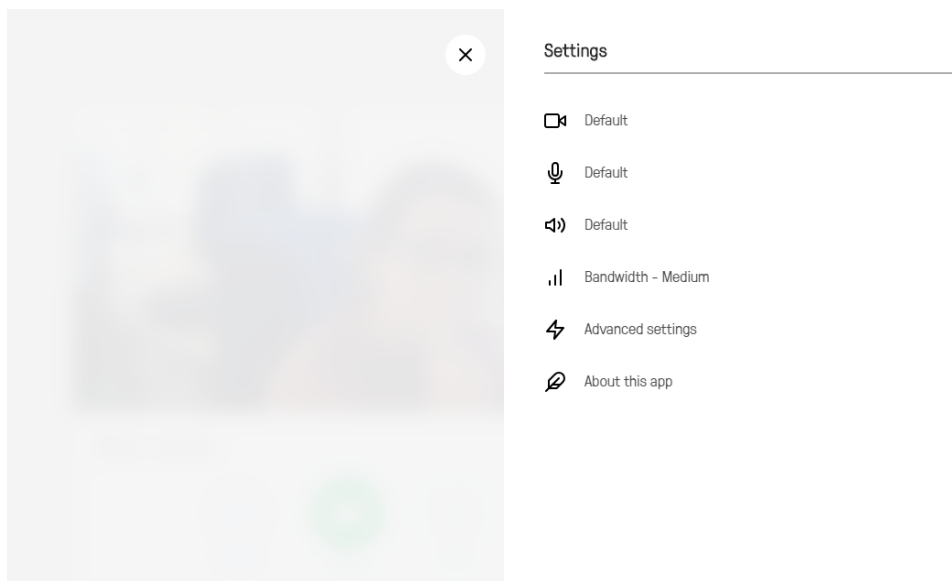 Settings
Default
Default
Default
Bandwidth - Medium
Advanced settings
About this app